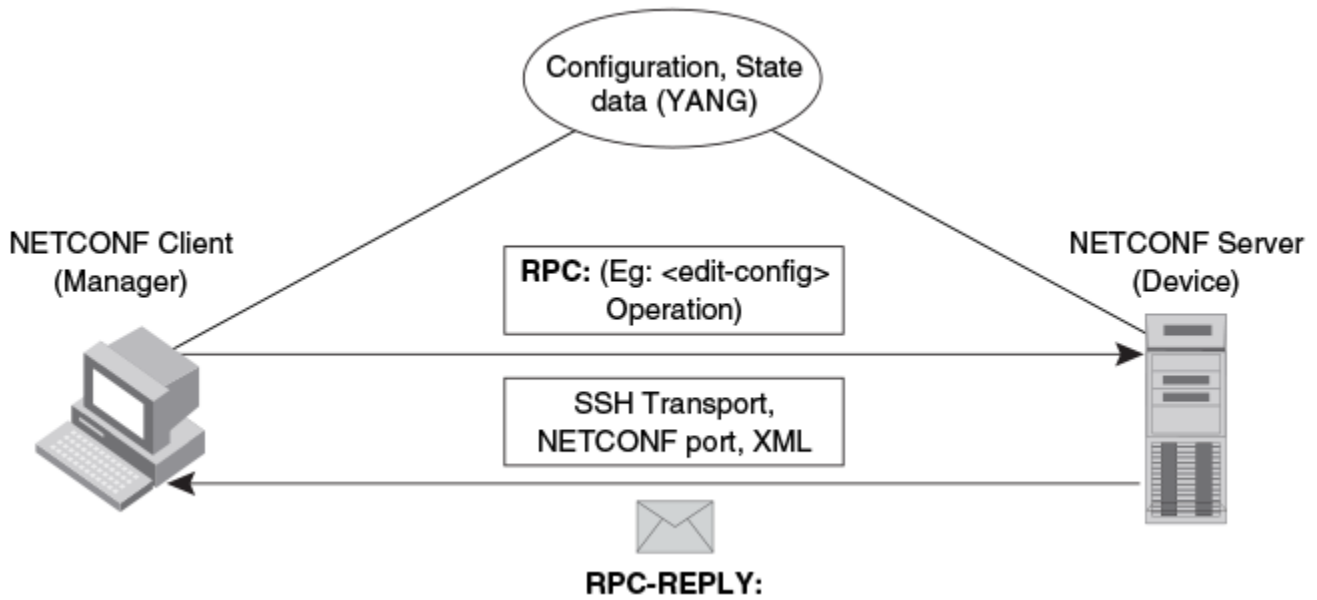 Configuration, State
data (YANG)
NETCONF Client
(Manager)
NETCONF Server
(Device)
RPC: (Eg: <edit-config>
Operation)
SSH Transport,
NETCONF port, XML
RPC-REPLY: